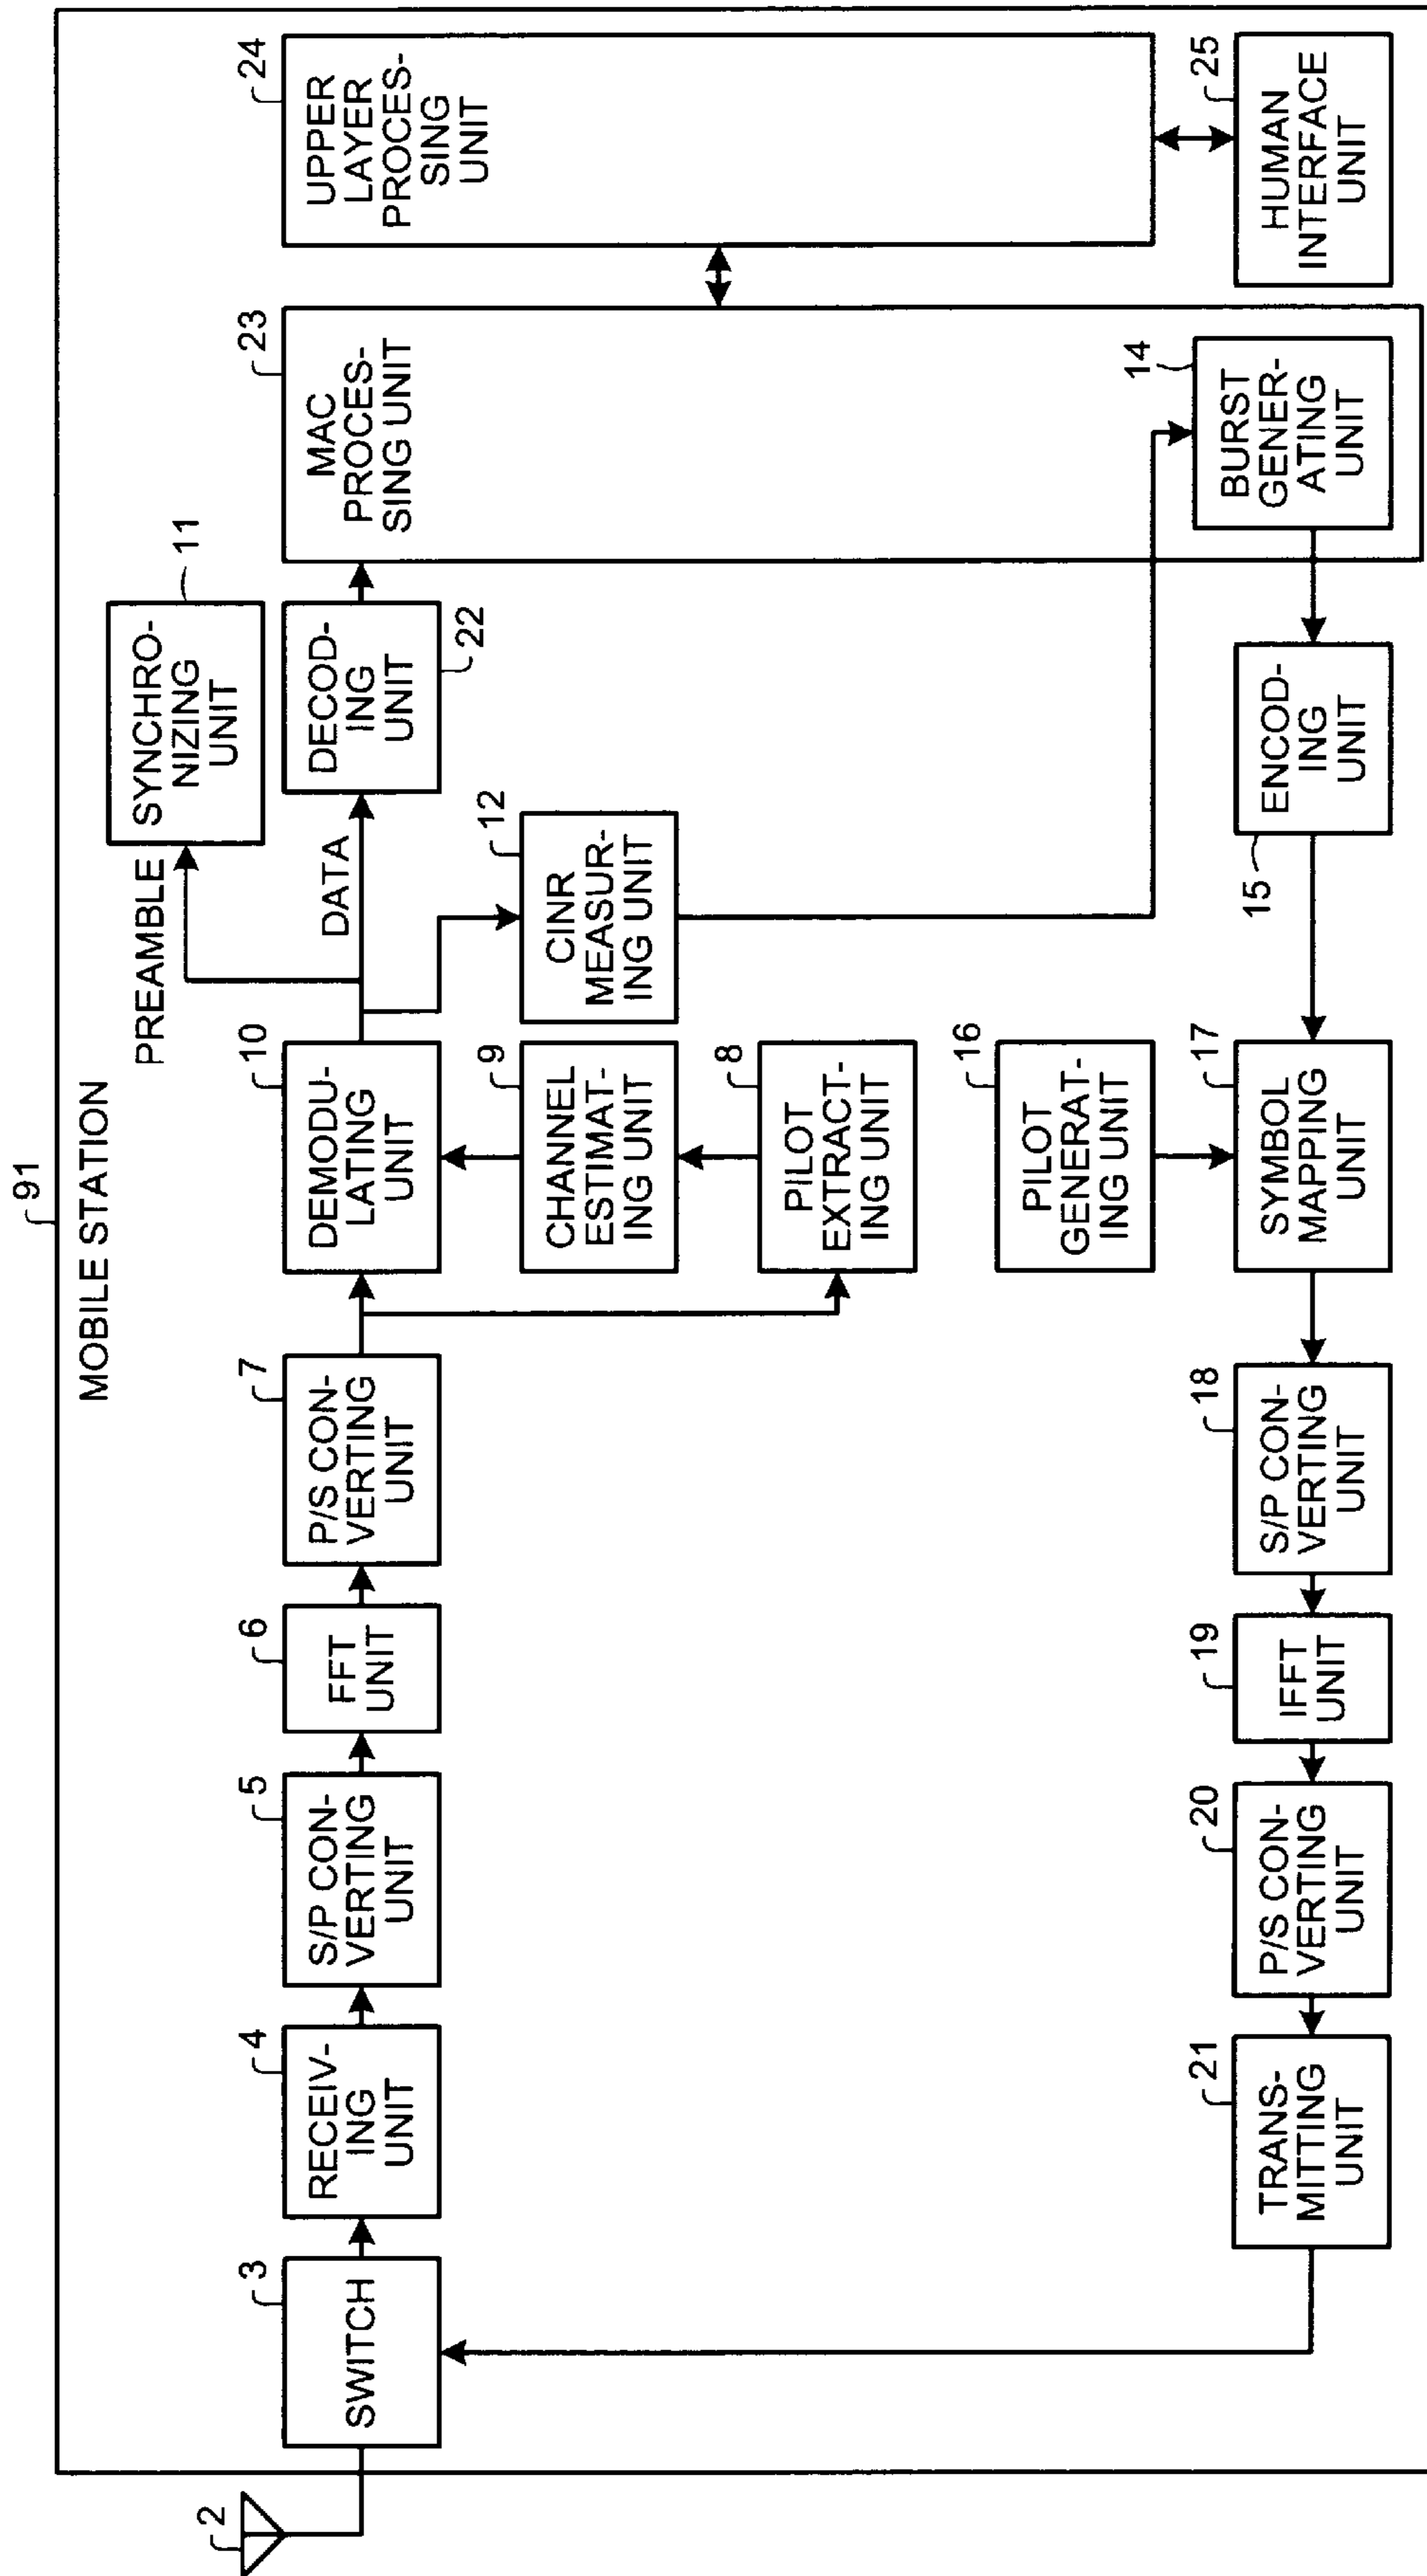 91
MOBILE STATION
2
3
SWITCH
4
RECEIV-
ING
UNIT
5
S/P CON-
VERTING
UNIT
6
FFT
UNIT
7
P/S CON-
VERTING
UNIT
10
DEMODU-
LATING
UNIT
PREAMBLE
DATA
SYNCHRO-
NIZING
UNIT
11
DECOD-
ING
UNIT
22
9
CHANNEL
ESTIMAT-
ING UNIT
8
PILOT
EXTRACT-
ING UNIT
12
CINR
MEASUR-
ING UNIT
23
MAC
PROCES-
SING UNIT
24
UPPER
LAYER
PROCES-
SING
UNIT
25
HUMAN
INTERFACE
UNIT
14
BURST
GENER-
ATING
UNIT
15
ENCOD-
ING
UNIT
16
PILOT
GENERAT-
ING UNIT
17
SYMBOL
MAPPING
UNIT
18
S/P CON-
VERTING
UNIT
19
IFFT
UNIT
20
P/S CON-
VERTING
UNIT
21
TRANS-
MITTING
UNIT